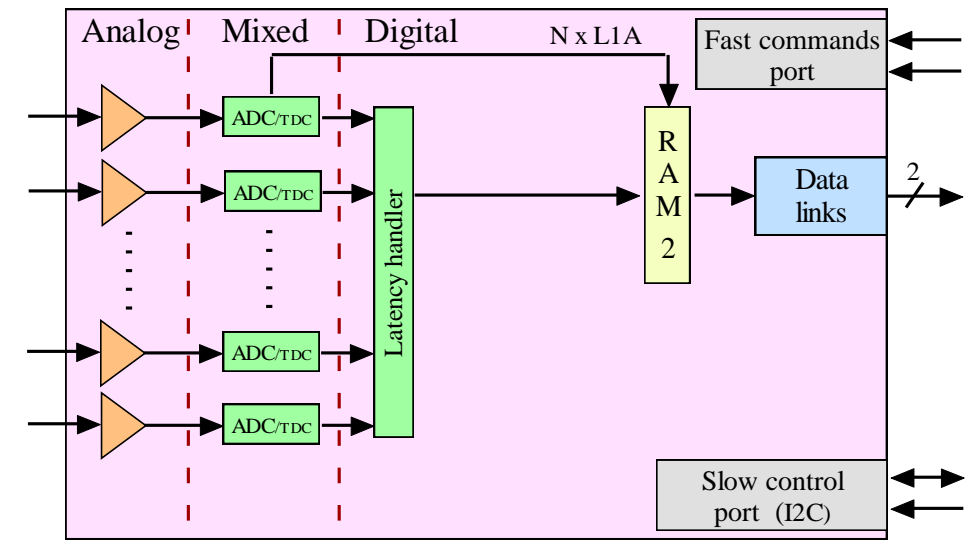 Analog
Mixed
Digital
N x L1A
Fast commands
port
ADC/TDC
ADC/TDC
ADC/TDC
ADC/TDC
Latency handler
R
A
M
2
Data
links
2
Slow control
port (I2C)